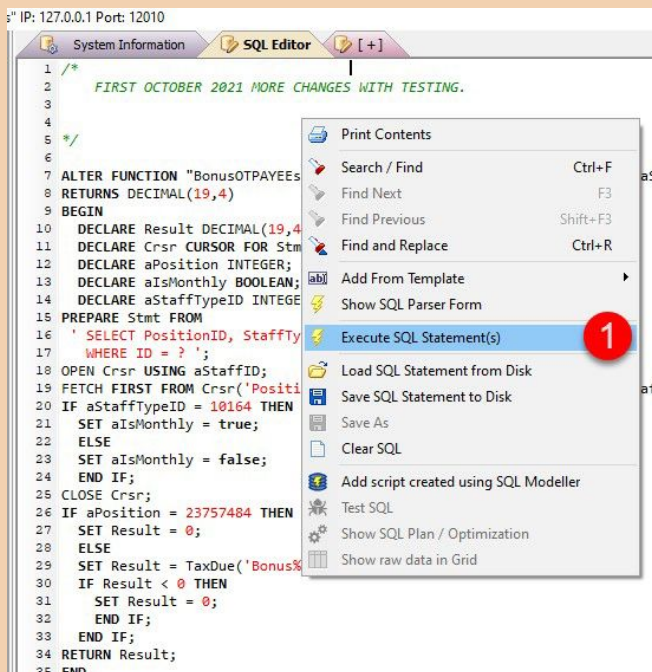 s" IP: 127.0.0.1 Port: 12010
System Information SQL Editor [ + ]
1 /*
2 FIRST OCTOBER 2021 MORE CHANGES WITH TESTING.
3
4
5 */
6
7 ALTER FUNCTION "BonusOTPAYEEs
8 RETURNS DECIMAL(19,4)
9 BEGIN
10 DECLARE Result DECIMAL(19,4
11 DECLARE Crsr CURSOR FOR Stm
12 DECLARE aPosition INTEGER;
13 DECLARE aIsMonthly BOOLEAN;
14 DECLARE aStaffTypeID INTEGE
15 PREPARE Stmt FROM
16 ' SELECT PositionID, StaffTy
17 WHERE ID = ? ';
18 OPEN Crsr USING aStaffID;
19 FETCH FIRST FROM Crsr('Positi
20 IF aStaffTypeID = 10164 THEN
21 SET aIsMonthly = true;
22 ELSE
23 SET aIsMonthly = false;
24 END IF;
25 CLOSE Crsr;
26 IF aPosition = 23757484 THEN
27 SET Result = 0;
28 ELSE
29 SET Result = TaxDue('Bonus%
30 IF Result < 0 THEN
31 SET Result = 0;
32 END IF;
33 END IF;
34 RETURN Result;
35 END
Print Contents
Search / Find Ctrl+F
Find Next F3
Find Previous Shift+F3
Find and Replace Ctrl+R
Add From Template
Show SQL Parser Form
Execute SQL Statement(s) 1
Load SQL Statement from Disk
Save SQL Statement to Disk
Save As
Clear SQL
Add script created using SQL Modeller
Test SQL
Show SQL Plan / Optimization
Show raw data in Grid